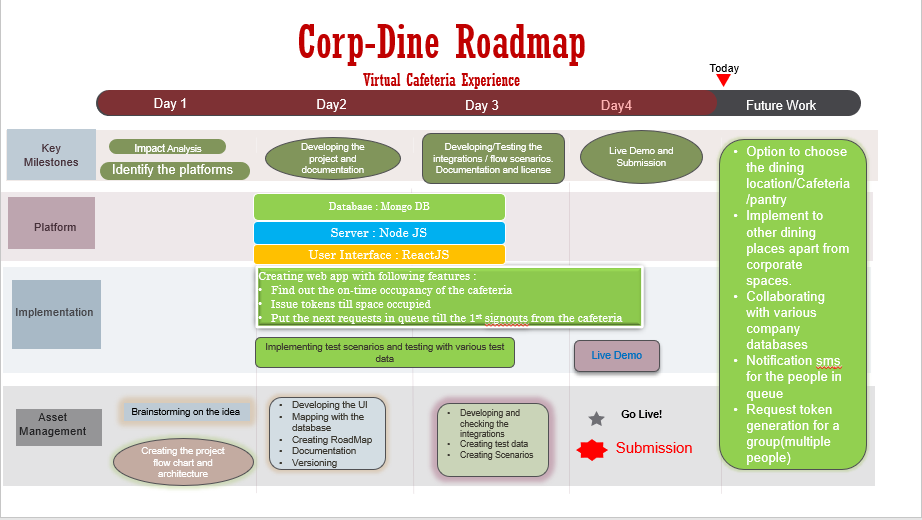 Corp-Dine Roadmap
Virtual Cafeteria Experience
Today
Day 1
Day2
Day 3
Day4
Future Work
Key
Milestones
Impact Analysis
Identify the platforms
Developing the
project and
documentation
Developing/Testing the
integrations / flow scenarios.
Documentation and license
Live Demo and
Submission
Platform
Database : Mongo DB
Server : Node JS
User Interface : ReactJS
Implementation
Creating web app with following features :
• Find out the on-time occupancy of the cafeteria
• Issue tokens till space occupied
• Put the next requests in queue till the 1st signouts from the cafeteria
Implementing test scenarios and testing with various test
data
Live Demo
Asset
Management
Brainstorming on the idea
Creating the project
flow chart and
architecture
• Developing the UI
• Mapping with the
database
• Creating RoadMap
• Documentation
• Versioning
• Developing and
checking the
integrations
• Creating test data
• Creating Scenarios
Go Live!
Submission
• Option to choose
the dining
location/Cafeteria
/pantry
• Implement to
other dining
places apart from
corporate
spaces.
• Collaborating
with various
company
databases
• Notification sms
for the people in
queue
• Request token
generation for a
group(multiple
people)